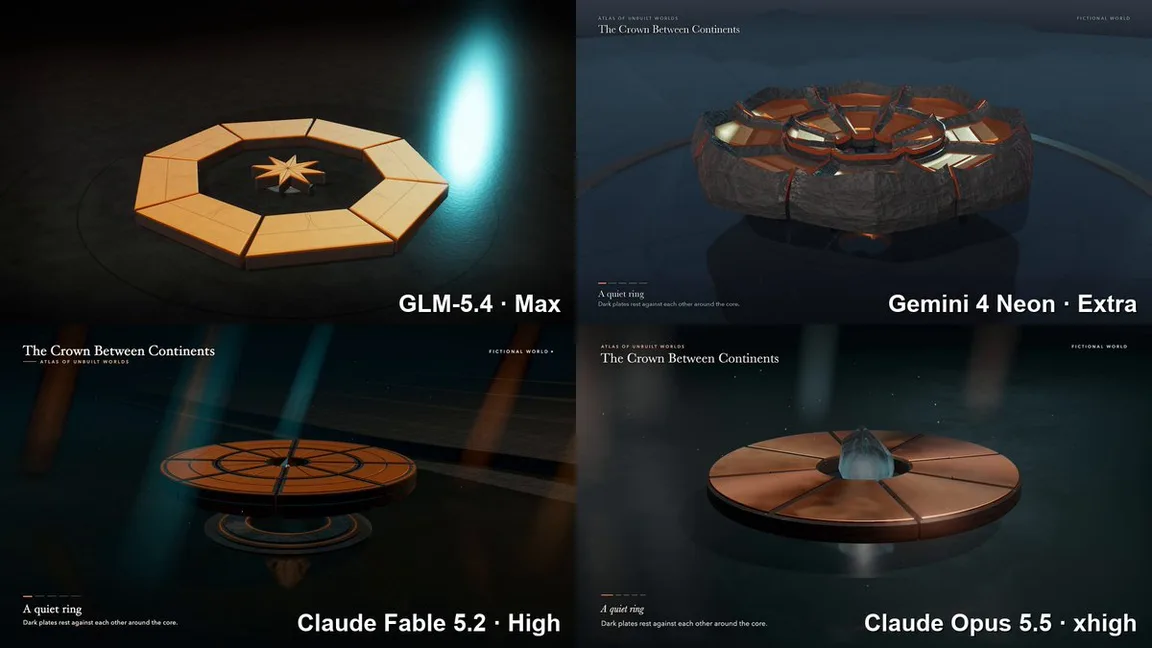 GLM-5.4 · Max
ATLAS OF UNBUILT WORLDS
The Crown Between Continents
FICTIONAL WORLD
A quiet ring
Dark plates rest against each other around the core.
Gemini 4 Neon · Extra
The Crown Between Continents
ATLAS OF UNBUILT WORLDS
FICTIONAL WORLD
A quiet ring
Dark plates rest against each other around the core.
Claude Fable 5.2 · High
ATLAS OF UNBUILT WORLDS
The Crown Between Continents
FICTIONAL WORLD
A quiet ring
Dark plates rest against each other around the core.
Claude Opus 5.5 · xhigh